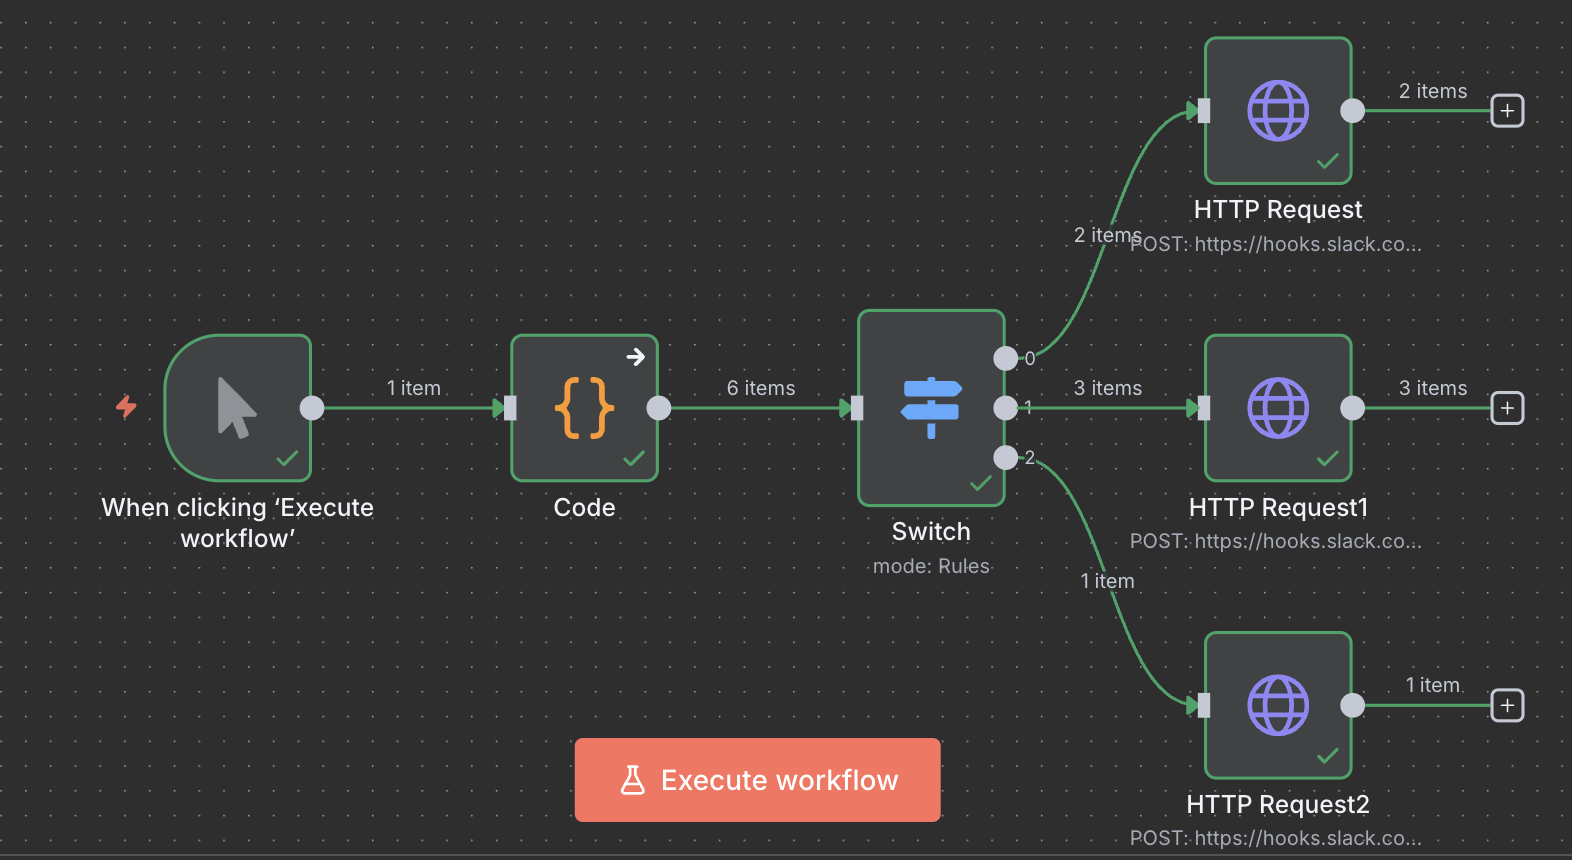 2 items
HTTP Request
2 items
POST: https://hooks.slack.co...
1 item
6 items
0
1
2
3 items
3 items
When clicking ‘Execute
workflow’
Code
Switch
mode: Rules
HTTP Request1
POST: https://hooks.slack.co...
1 item
1 item
Execute workflow
HTTP Request2
POST: https://hooks.slack.co...